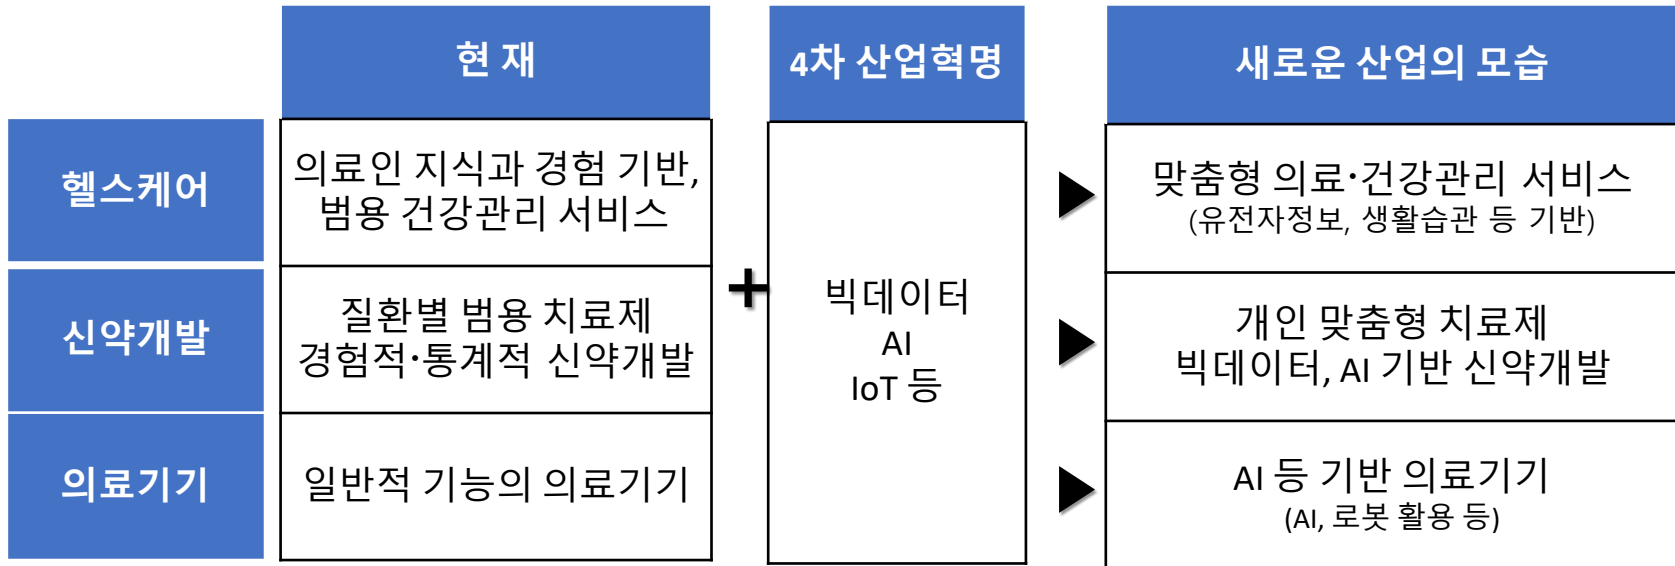 현 재
4차 산업혁명
새로운 산업의 모습
헬스케어
의료인 지식과 경험 기반,
범용 건강관리 서비스
맞춤형 의료·건강관리 서비스
(유전자정보, 생활습관 등 기반)
신약개발
질환별 범용 치료제
경험적·통계적 신약개발
+
빅데이터
AI
IoT 등
개인 맞춤형 치료제
빅데이터, AI 기반 신약개발
의료기기
일반적 기능의 의료기기
AI 등 기반 의료기기
(AI, 로봇 활용 등)